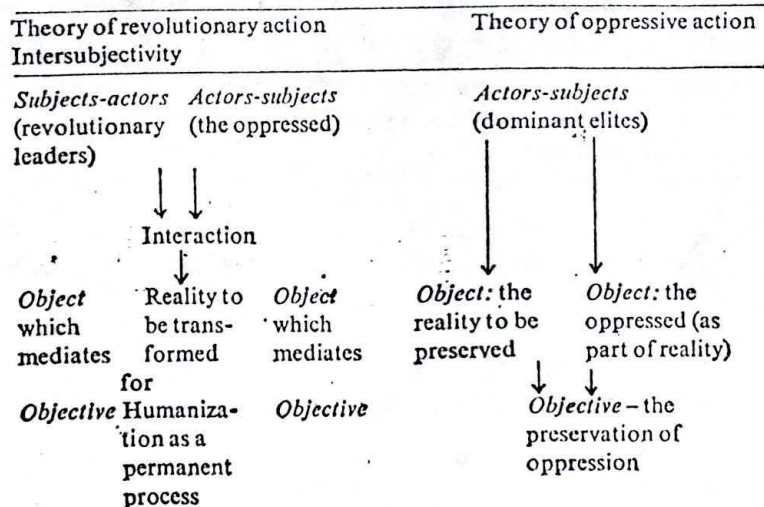 Theory of revolutionary action
Intersubjectivity
Theory of oppressive action
Subjects-actors
(revolutionary
leaders)
Actors-subjects
(the oppressed)
Interaction
Object
which
mediates
Reality to
be trans-
formed
for
Object
which
mediates
Objective
Humaniza-
tion as a
permanent
process
Objective
Actors-subjects
(dominant elites)
Object: the
reality to be
preserved
Object: the
oppressed (as
part of reality)
Objective – the
preservation of
oppression